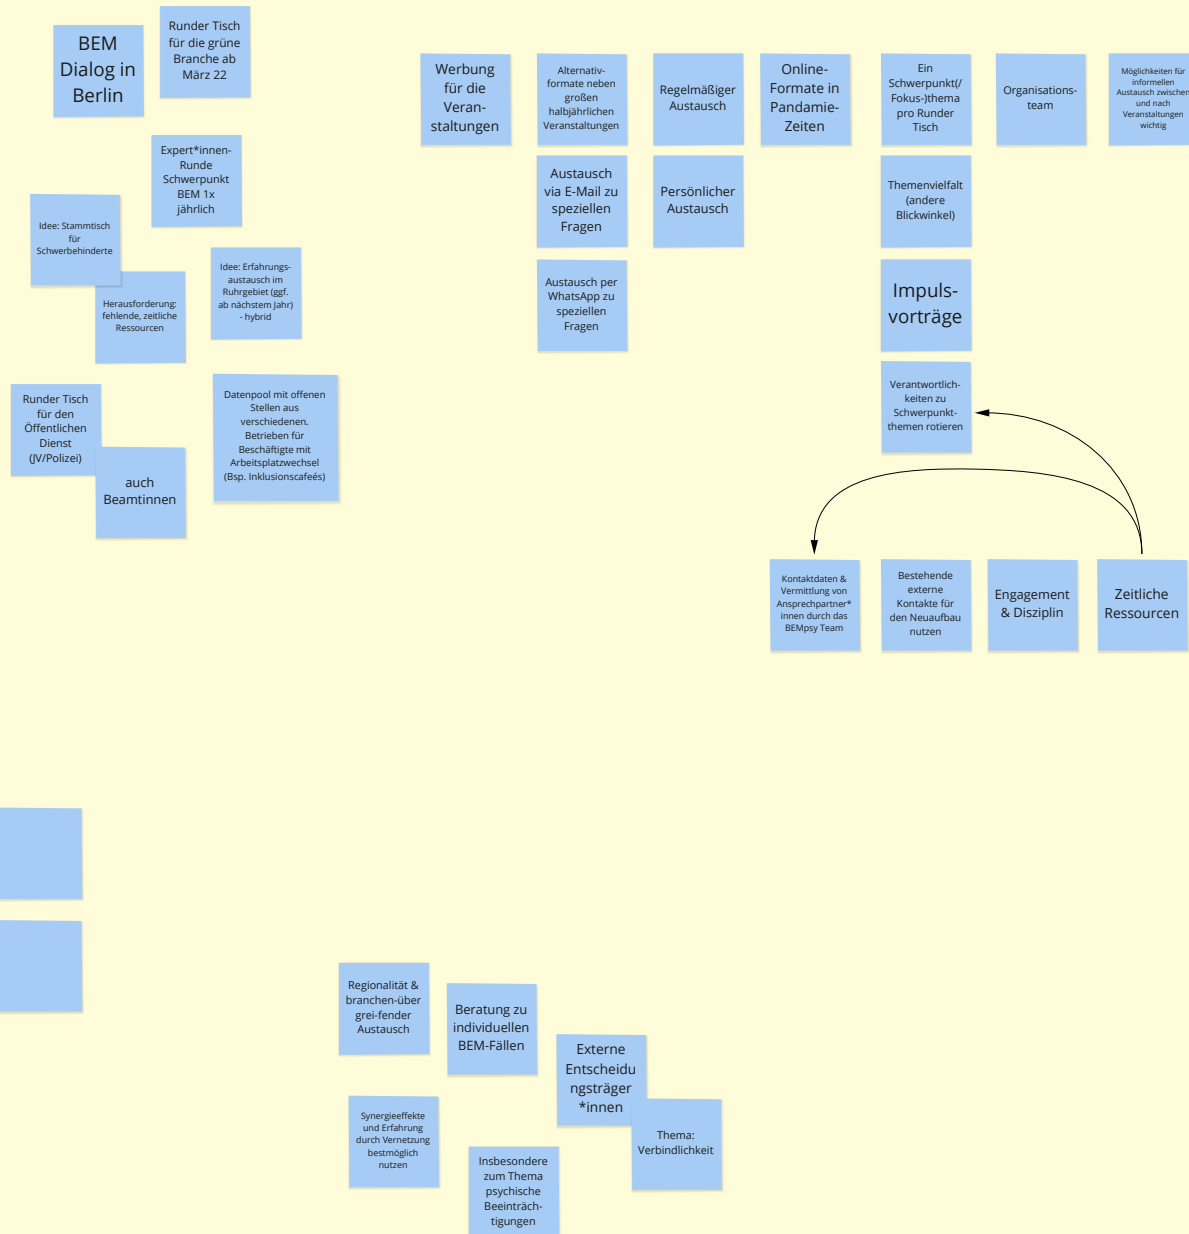 BEM
Dialog in
Berlin
Runder Tisch
für die grüne
Branche ab
März 22
Expert*innen-
Runde
Schwerpunkt
BEM 1x
jährlich
Idee: Stammtisch
für
Schwerbehinderte
Herausforderung:
fehlende, zeitliche
Ressourcen
Idee: Erfahrungs-
austausch im
Ruhrgebiet (ggf.
ab nächstem Jahr)
- hybrid
Runder Tisch
für den
Öffentlichen
Dienst
(JV/Polizei)
auch
Beamtinnen
Datenpool mit offenen
Stellen aus
verschiedenen.
Betrieben für
Beschäftigte mit
Arbeitsplatzwechsel
(Bsp. Inklusionscafeés)
Werbung
für die
Veran-
staltungen
Alternativ-
formate neben
großen
halbjährlichen
Veranstaltungen
Regelmäßiger
Austausch
Online-
Formate in
Pandamie-
Zeiten
Ein
Schwerpunkt(/
Fokus-)thema
pro Runder
Tisch
Organisations-
team
Möglichkeiten für
informellen
Austausch zwischen
und nach
Veranstaltungen
wichtig
Austausch
via E-Mail zu
speziellen
Fragen
Persönlicher
Austausch
Themenvielfalt
(andere
Blickwinkel)
Austausch per
WhatsApp zu
speziellen
Fragen
Impuls-
vorträge
Verantwortlich-
keiten zu
Schwerpunkt-
themen rotieren
Kontaktdaten &
Vermittlung von
Ansprechpartner*
innen durch das
BEMpsy Team
Bestehende
externe
Kontakte für
den Neuaufbau
nutzen
Engagement
& Disziplin
Zeitliche
Ressourcen
Regionalität &
branchen-über
grei-fender
Austausch
Beratung zu
individuellen
BEM-Fällen
Externe
Entscheidu
ngsträger
*innen
Thema:
Verbindlichkeit
Synergieeffekte
und Erfahrung
durch Vernetzung
bestmöglich
nutzen
Insbesondere
zum Thema
psychische
Beeinträch-
tigungen